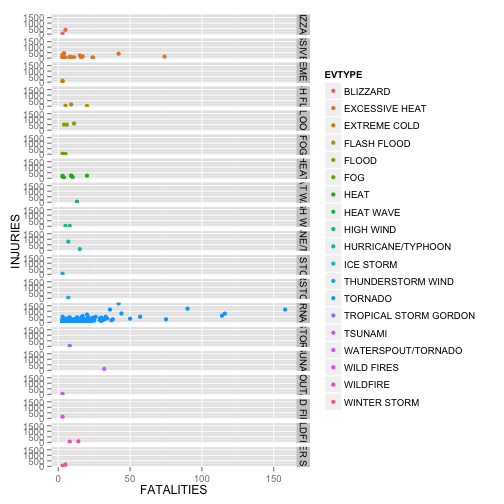 INJURIES
1500
1000
500
0
0
50
100
150
FATALITIES
EVTYPE
BLIZZARD
EXCESSIVE HEAT
EXTREME COLD
FLASH FLOOD
FLOOD
FOG
HEAT
HEAT WAVE
HIGH WIND
HURRICANE/TYPHOON
ICE STORM
THUNDERSTORM WIND
TORNADO
TROPICAL STORM GORDON
TSUNAMI
WATERSPOUT/TORNADO
WILD FIRES
WILDFIRE
WINTER STORM